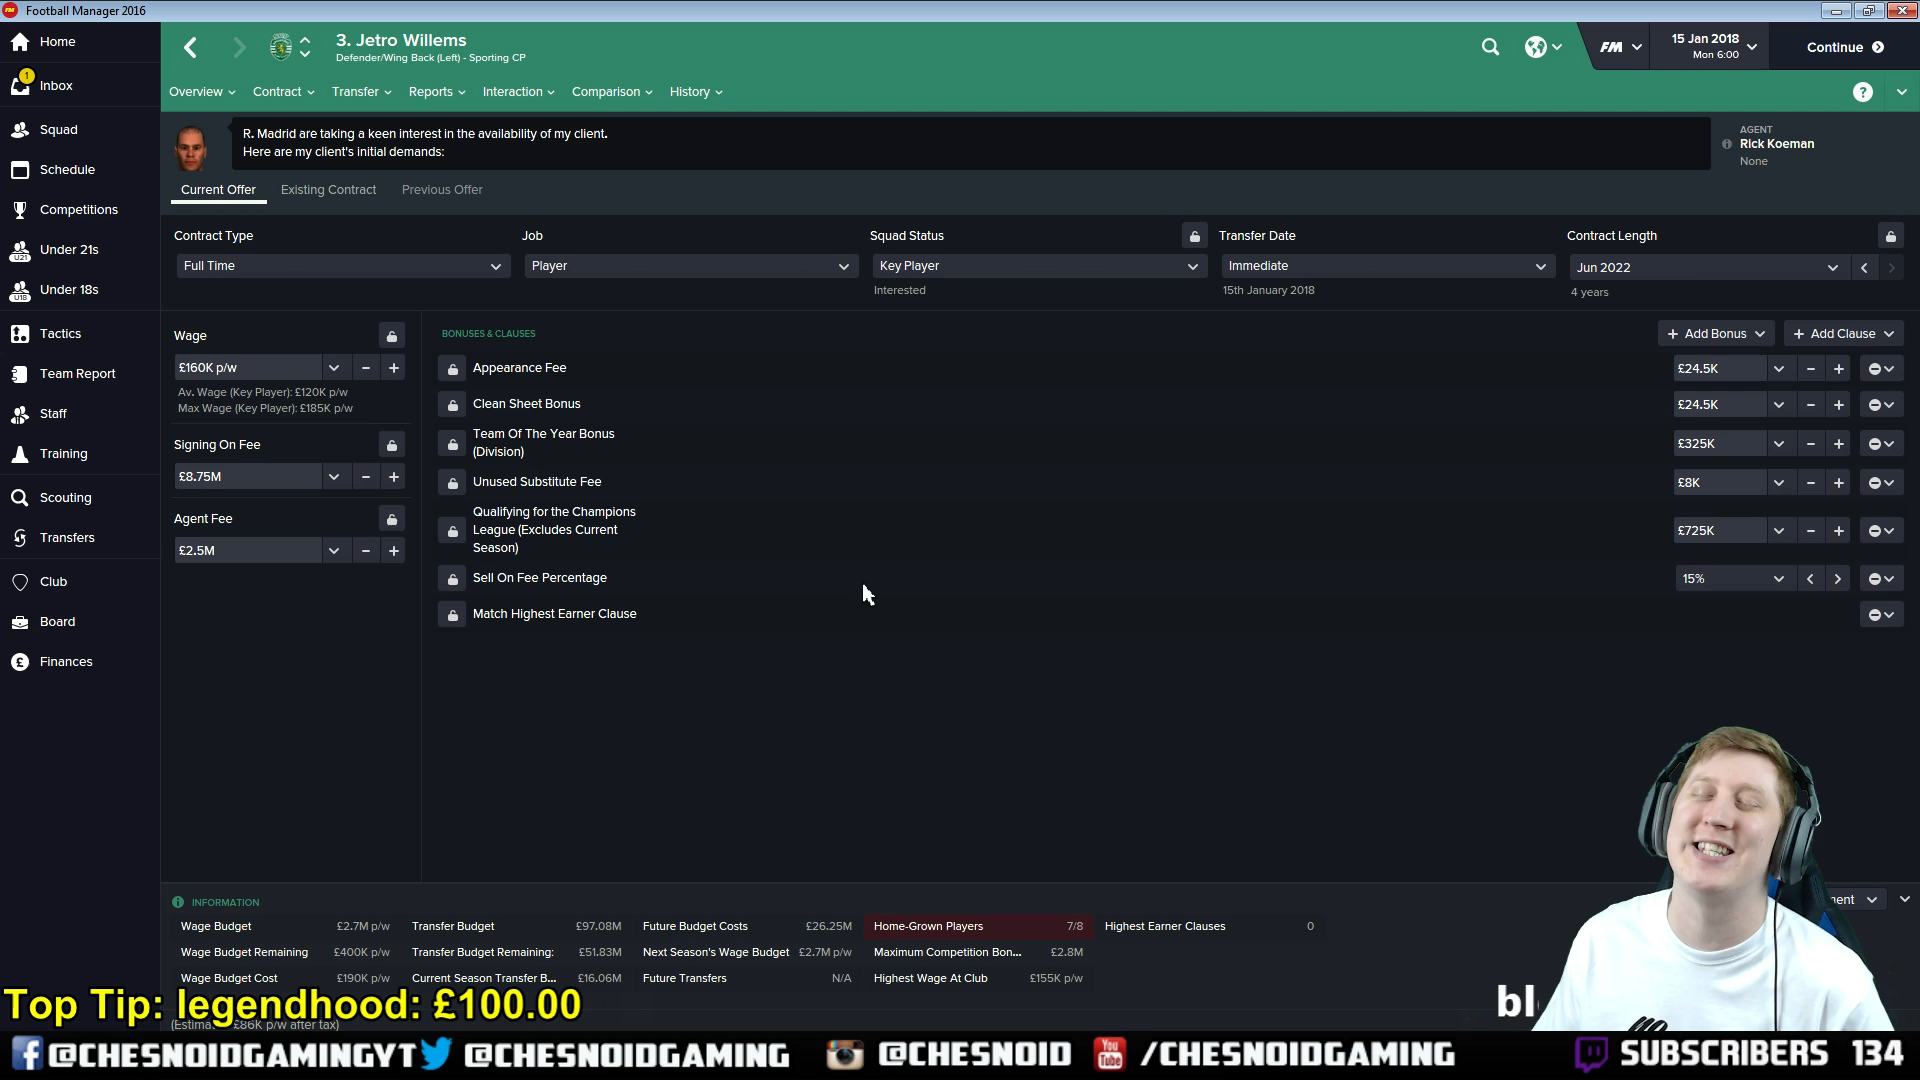 Football Manager 2016
Home
1
Inbox
Squad
Schedule
Competitions
U21
Under 21s
U18
Under 18s
Tactics
Team Report
Staff
Training
Scouting
Transfers
Club
Board
Finances
3. Jetro Willems
Defender/Wing Back (Left) - Sporting CP
FM
15 Jan 2018
Mon 6:00
Continue
Overview
Contract
Transfer
Reports
Interaction
Comparison
History
?
R. Madrid are taking a keen interest in the availability of my client.
Here are my client's initial demands:
AGENT
Rick Koeman
None
Current Offer
Existing Contract
Previous Offer
Contract Type
Full Time
Job
Player
Squad Status
Key Player
Interested
Transfer Date
Immediate
15th January 2018
Contract Length
Jun 2022
4 years
Wage
£160K p/w
Av. Wage (Key Player): £120K p/w
Max Wage (Key Player): £185K p/w
Signing On Fee
£8.75M
Agent Fee
£2.5M
BONUSES & CLAUSES
Add Bonus
Add Clause
Appearance Fee
£24.5K
Clean Sheet Bonus
£24.5K
Team Of The Year Bonus
(Division)
£325K
Unused Substitute Fee
£8K
Qualifying for the Champions
League (Excludes Current
Season)
£725K
Sell On Fee Percentage
15%
Match Highest Earner Clause
INFORMATION
Wage Budget £2.7M p/w
Transfer Budget £97.08M
Future Budget Costs £26.25M
Home-Grown Players 7/8
Highest Earner Clauses 0
Wage Budget Remaining £400K p/w
Transfer Budget Remaining: £51.83M
Next Season's Wage Budget £2.7M p/w
Maximum Competition Bon... £2.8M
Wage Budget Cost £190K p/w
Current Season Transfer B... £16.06M
Future Transfers N/A
Highest Wage At Club £155K p/w
Top Tip: legendhood: £100.00
£86K p/w after tax)
@CHESNOIDGAMINGYT
@CHESNOIDGAMING
@CHESNOID
You
Tube
/CHESNOIDGAMING
SUBSCRIBERS 134